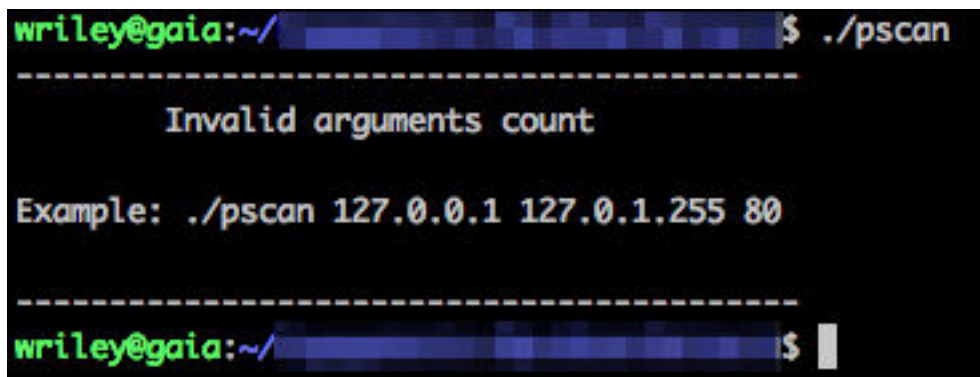 wriley@gaia:~/ $ ./pscan
-----------------------------------------
Invalid arguments count
Example: ./pscan 127.0.0.1 127.0.1.255 80
-----------------------------------------
wriley@gaia:~/ $